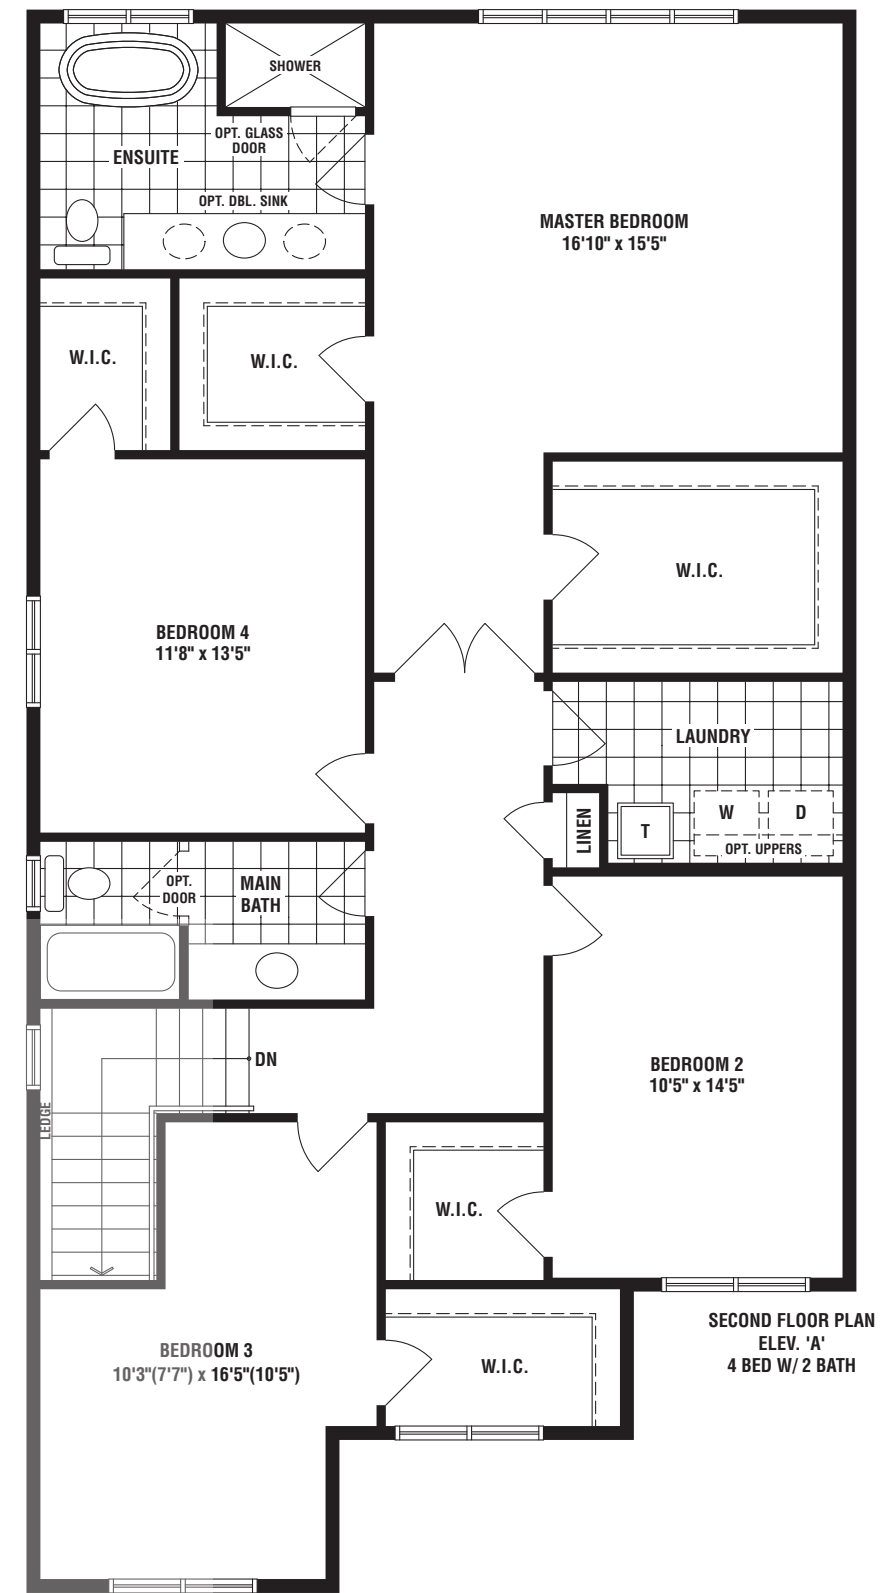 SHOWER
OPT. GLASS
DOOR
ENSUITE
OPT. DBL. SINK
MASTER BEDROOM
16'10" x 15'5"
W.I.C.
W.I.C.
W.I.C.
BEDROOM 4
11'8" x 13'5"
LAUNDRY
LINEN
T
W
D
OPT. UPPERS
OPT.
DOOR
MAIN
BATH
DN
LEDGE
BEDROOM 2
10'5" x 14'5"
W.I.C.
BEDROOM 3
10'3"(7'7") x 16'5"(10'5")
W.I.C.
SECOND FLOOR PLAN
ELEV. 'A'
4 BED W/ 2 BATH